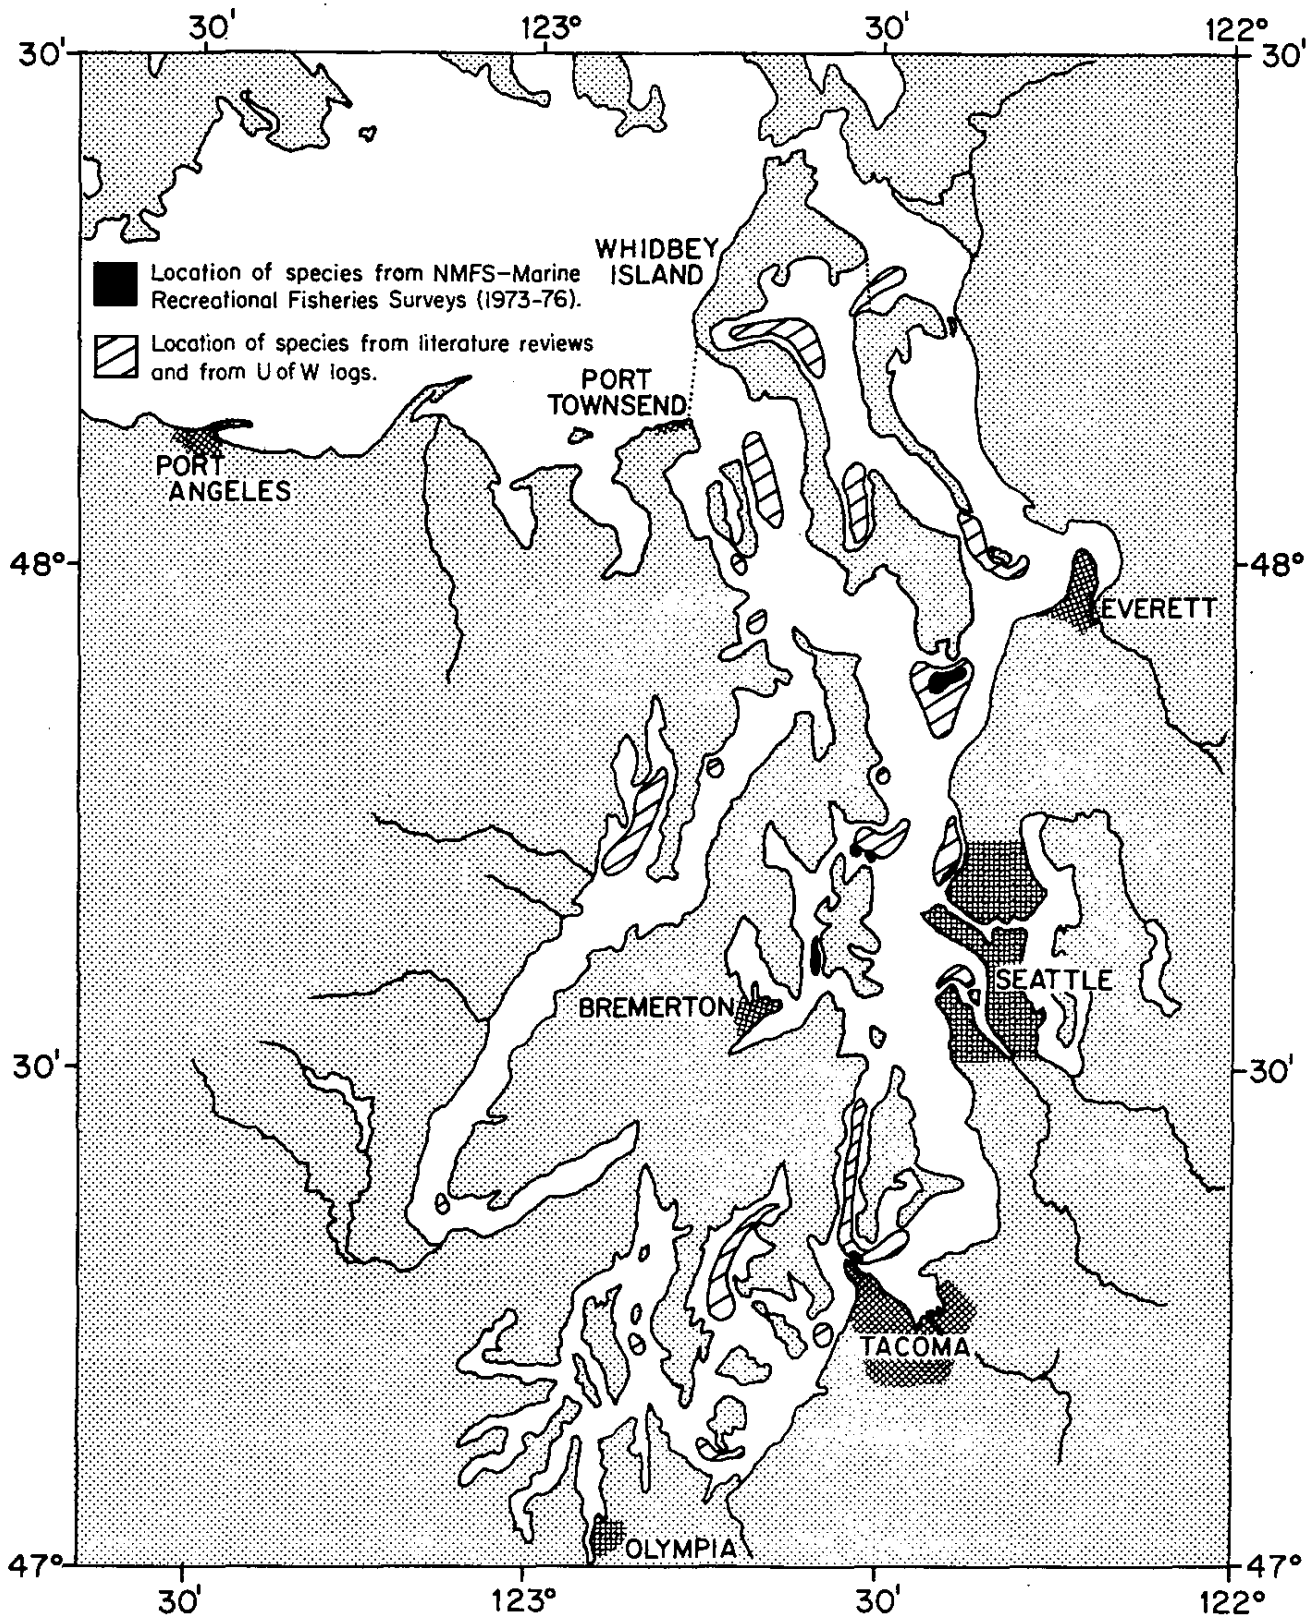 30'
123°
30'
122°
30'
30'
WHIDBEY
ISLAND
Location of species from NMFS-Marine
Recreational Fisheries Surveys (1973-76).
Location of species from literature reviews
and from U of W logs.
PORT
TOWNSEND
PORT
ANGELES
48°
48°
EVERETT
SEATTLE
BREMERTON
30'
30'
TACOMA
OLYMPIA
47°
47°
30'
123°
30'
122°